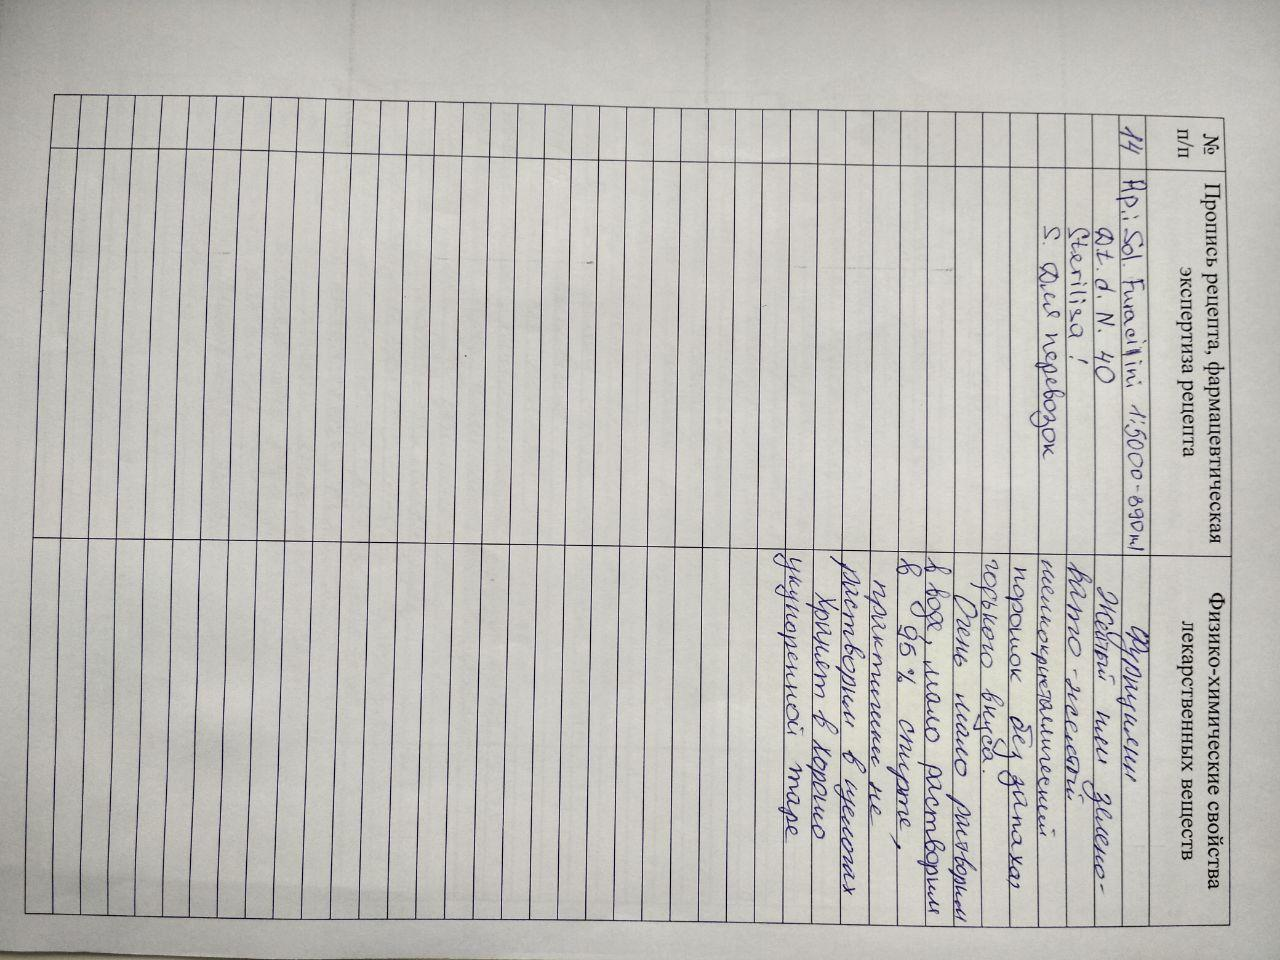 №
п/п
Пропись рецепта, фармацевтическая
экспертиза рецепта
Физико-химические свойства
лекарственных веществ
14
Rp.: Sol. Furacilini 1:5000-890ml
D.t.d. N. 40
Sterilisa!
S. Для перевозок
Фурацилин
Желтый или зелено-
вато-желтый
мелкокристаллический
порошок без запаха,
горького вкуса.
Очень мало растворим
в воде, мало растворим
в 95% спирте,
практически не
растворим в щелочах
Хранят в хорошо
укупоренной таре